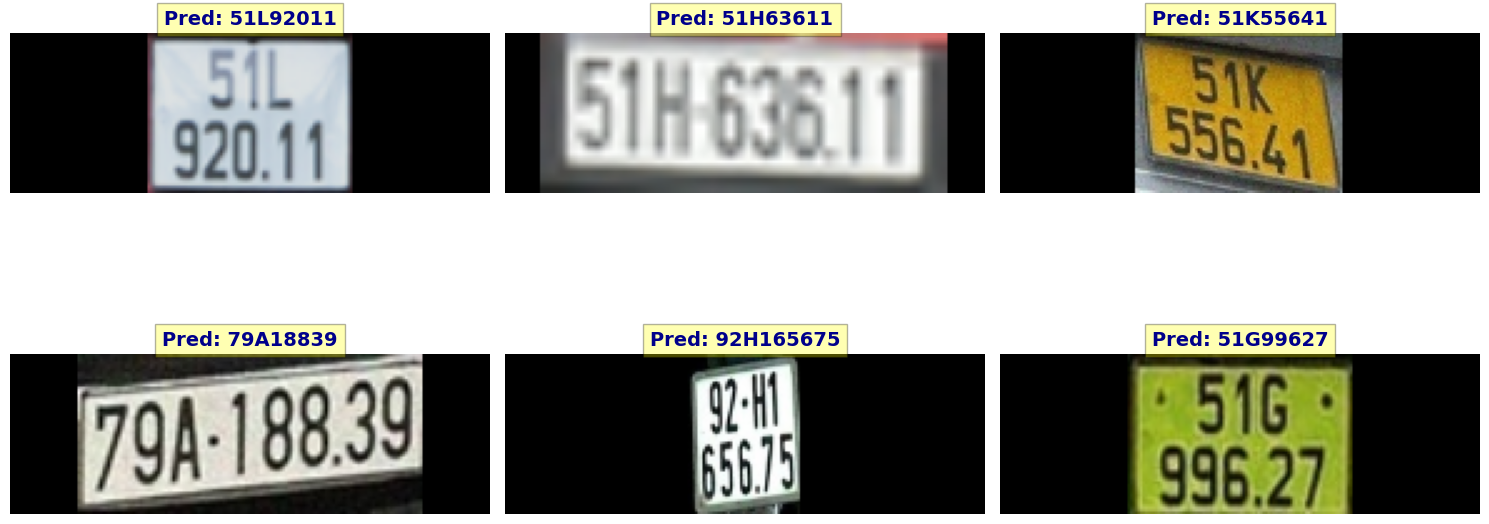 Pred: 51L92011
51L
920.11
Pred: 51H63611
51H-636.11
Pred: 51K55641
51K
556.41
Pred: 79A18839
79A·188.39
Pred: 92H165675
92·H1
656.75
Pred: 51G99627
51G
996.27